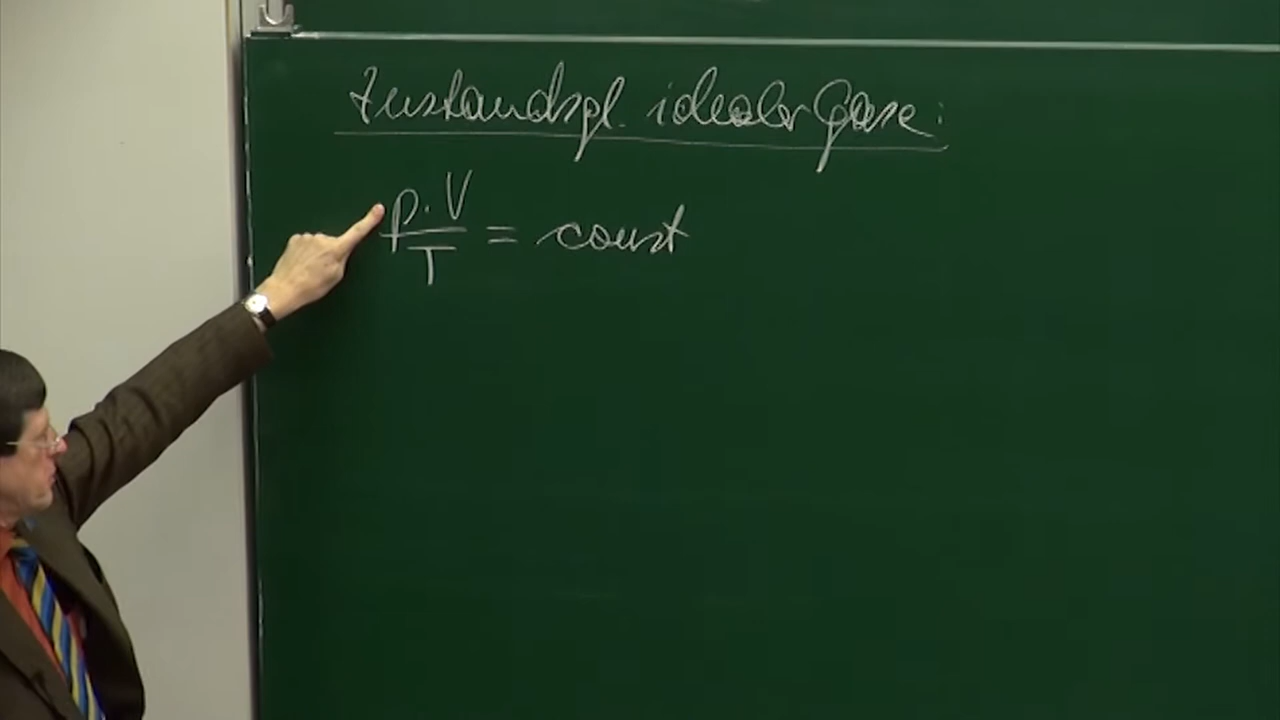 Zustandsgl. idealer Gase:
p·V/T = const